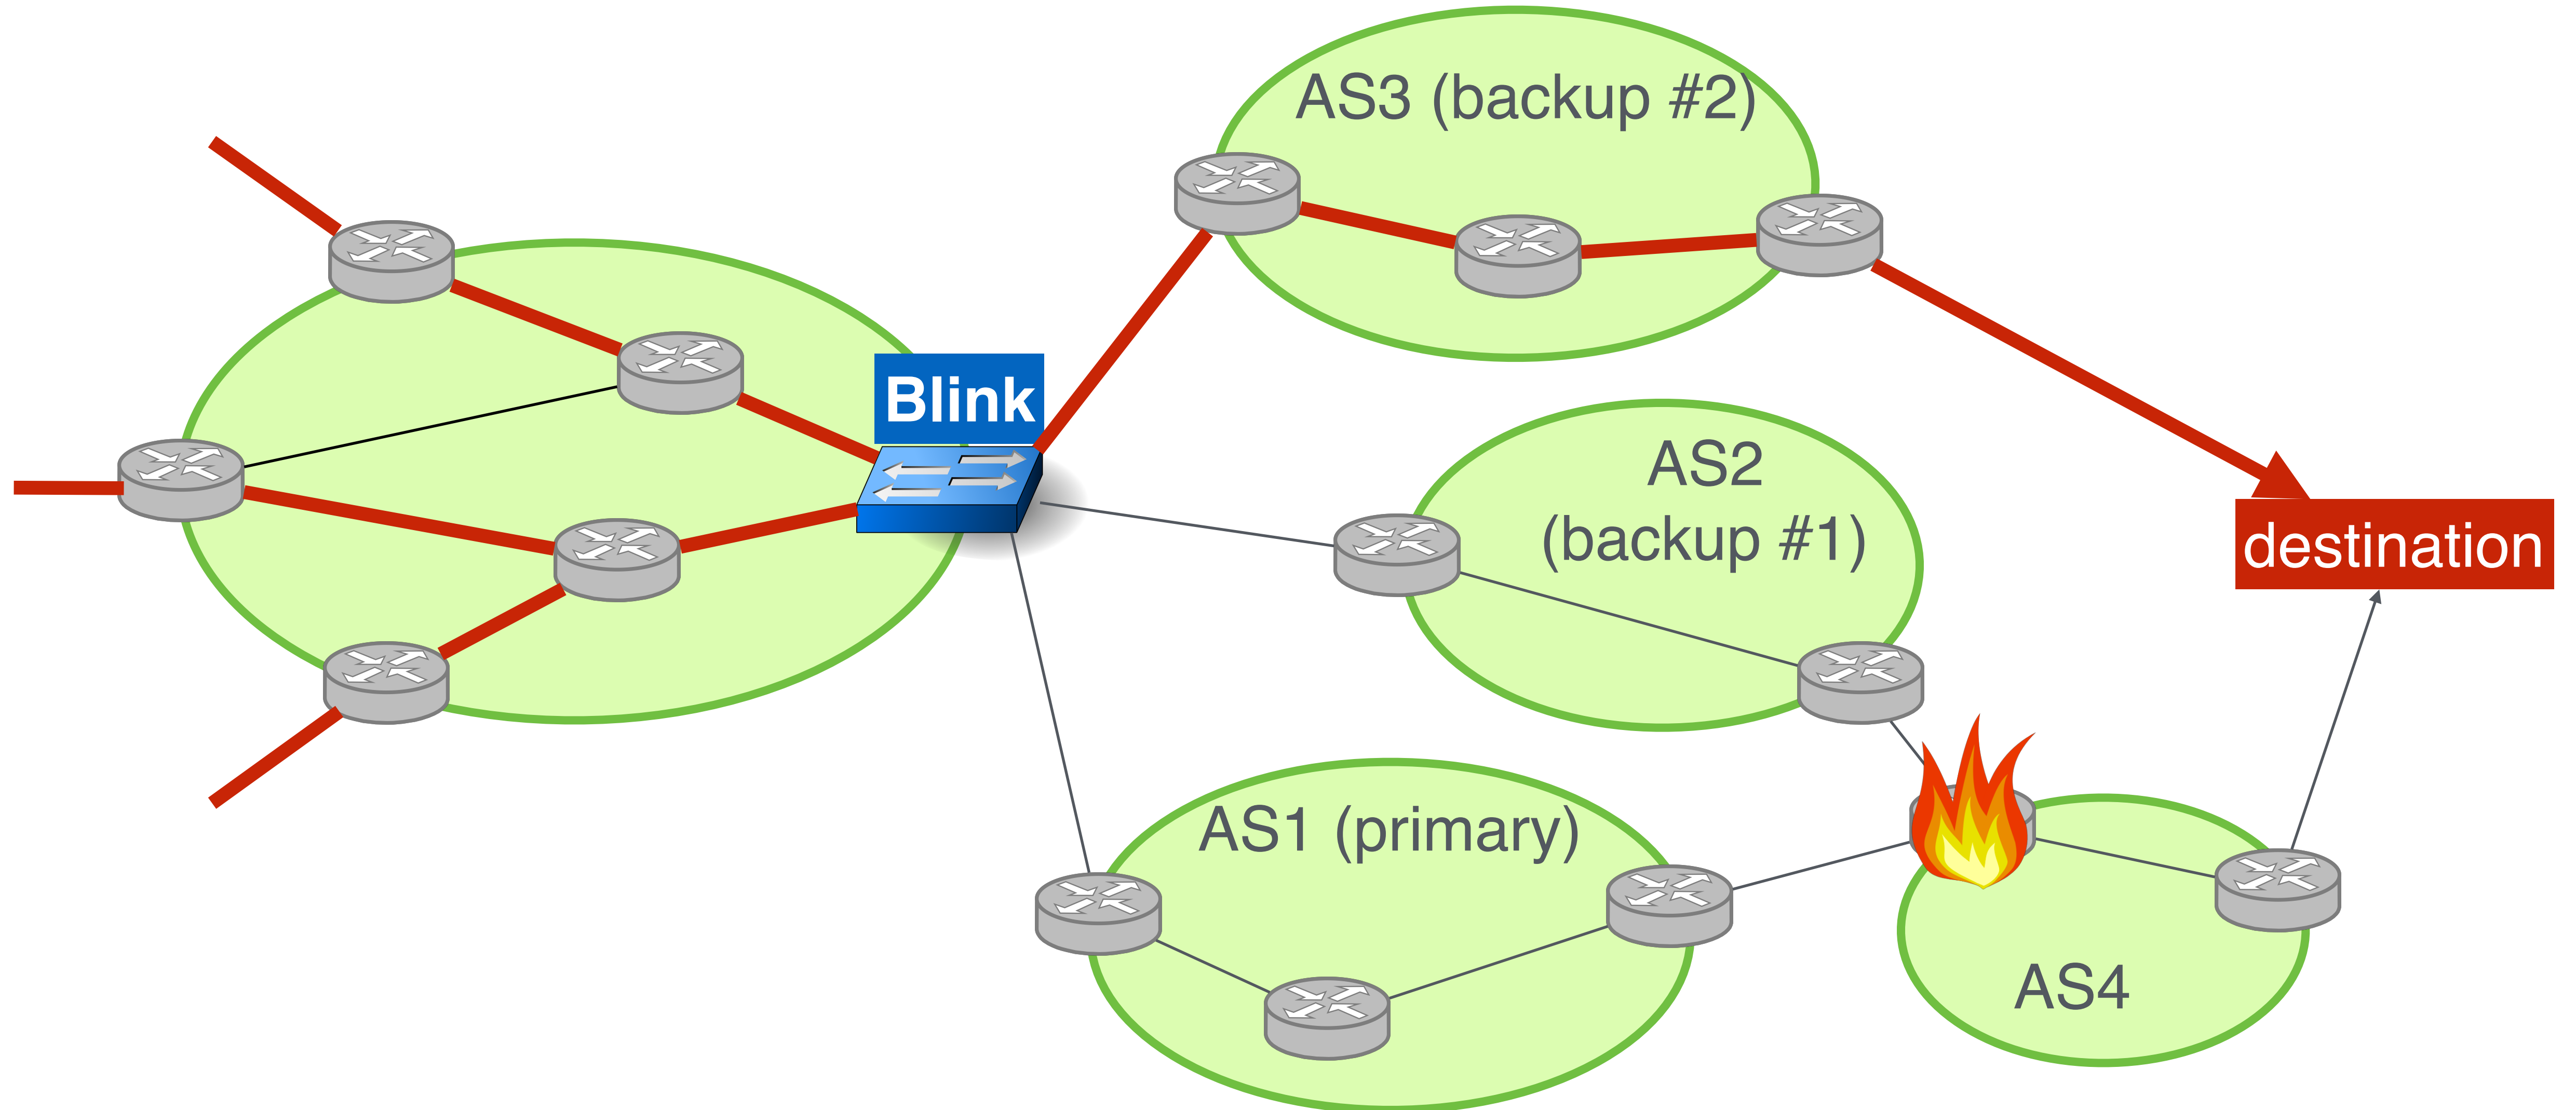 AS3 (backup #2)
Blink
AS2
(backup #1)
destination
AS1 (primary)
AS4